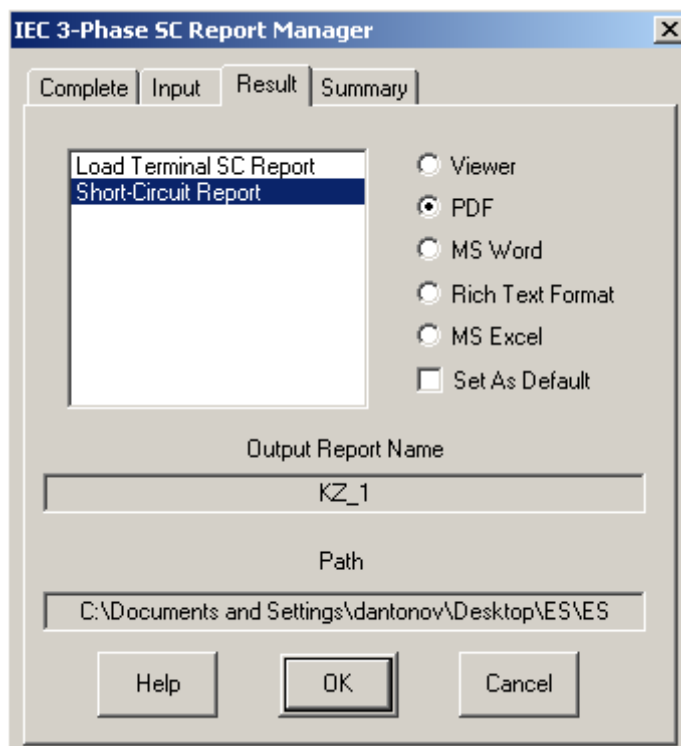 IEC 3-Phase SC Report Manager
Complete Input Result Summary
Load Terminal SC Report
Short-Circuit Report
Viewer
PDF
MS Word
Rich Text Format
MS Excel
Set As Default
Output Report Name
KZ_1
Path
C:\Documents and Settings\dantonov\Desktop\ES\ES
Help OK Cancel